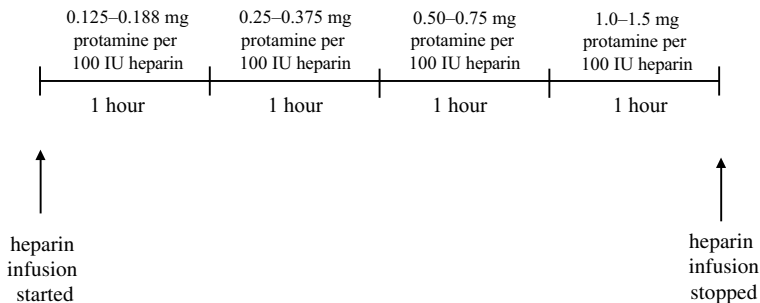 0.125–0.188 mg
protamine per
100 IU heparin
0.25–0.375 mg
protamine per
100 IU heparin
0.50–0.75 mg
protamine per
100 IU heparin
1.0–1.5 mg
protamine per
100 IU heparin
1 hour
1 hour
1 hour
1 hour
heparin
infusion
started
heparin
infusion
stopped